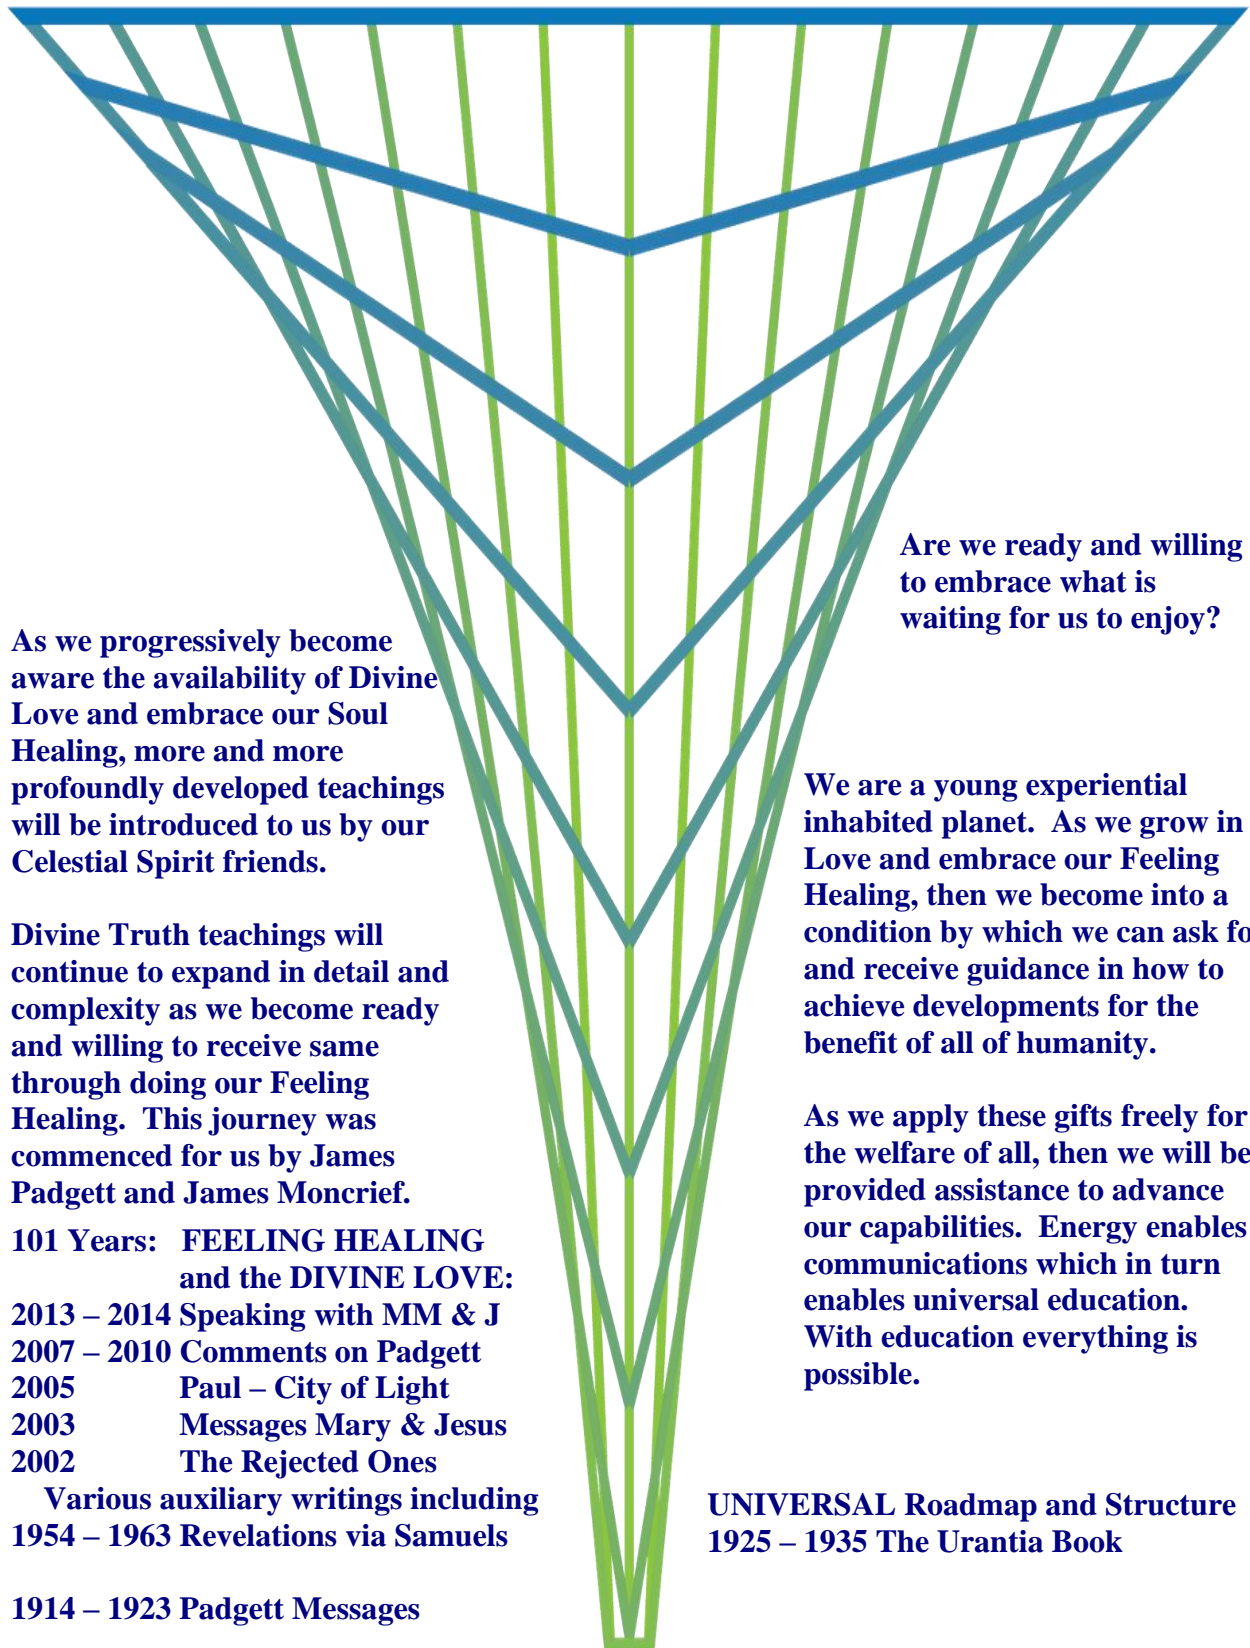 Are we ready and willing
to embrace what is
waiting for us to enjoy?
As we progressively become
aware the availability of Divine
Love and embrace our Soul
Healing, more and more
profoundly developed teachings
will be introduced to us by our
Celestial Spirit friends.
Divine Truth teachings will
continue to expand in detail and
complexity as we become ready
and willing to receive same
through doing our Feeling
Healing.  This journey was
commenced for us by James
Padgett and James Moncrief.
We are a young experiential
inhabited planet.  As we grow in
Love and embrace our Feeling
Healing, then we become into a
condition by which we can ask fo
and receive guidance in how to
achieve developments for the
benefit of all of humanity.
As we apply these gifts freely for
the welfare of all, then we will be
provided assistance to advance
our capabilities.  Energy enables
communications which in turn
enables universal education.
With education everything is
possible.
101 Years:   FEELING HEALING
and the DIVINE LOVE:
2013 – 2014 Speaking with MM & J
2007 – 2010 Comments on Padgett
2005 Paul – City of Light
2003 Messages Mary & Jesus
2002 The Rejected Ones
Various auxiliary writings including
1954 – 1963 Revelations via Samuels
1914 – 1923 Padgett Messages
UNIVERSAL Roadmap and Structure
1925 – 1935 The Urantia Book